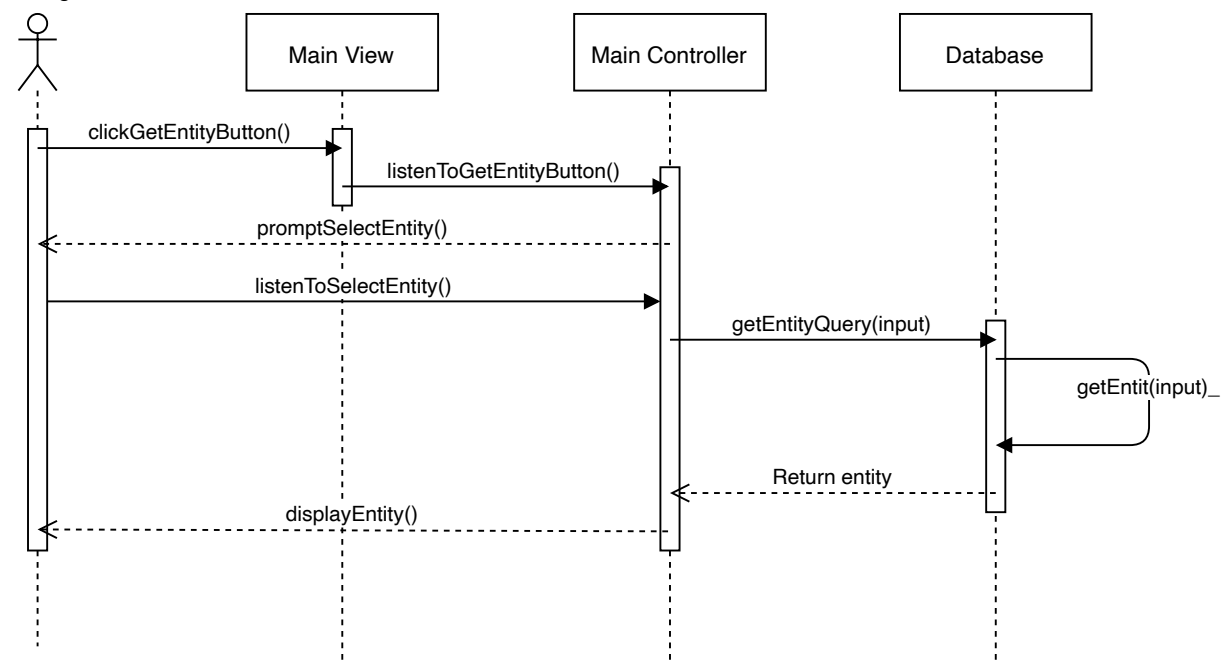 Main View
Main Controller
Database
clickGetEntityButton()
listenToGetEntityButton()
promptSelectEntity()
listenToSelectEntity()
getEntityQuery(input)
getEntit(input)_
Return entity
displayEntity()